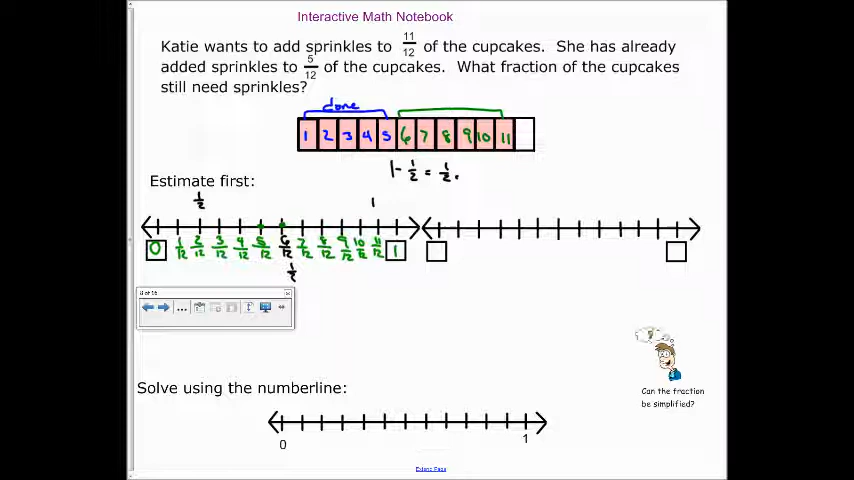 Interactive Math Notebook
Katie wants to add sprinkles to 11/12 of the cupcakes. She has already
added sprinkles to 5/12 of the cupcakes. What fraction of the cupcakes
still need sprinkles?
done
1 2 3 4 5 6 7 8 9 10 11
1 - 1/2 = 1/2.
Estimate first:
1/2 1
0 1/12 2/12 3/12 4/12 5/12 6/12 7/12 8/12 9/12 10/12 11/12 1
1/2
Solve using the numberline:
0 1
Can the fraction
be simplified?
Extend Page